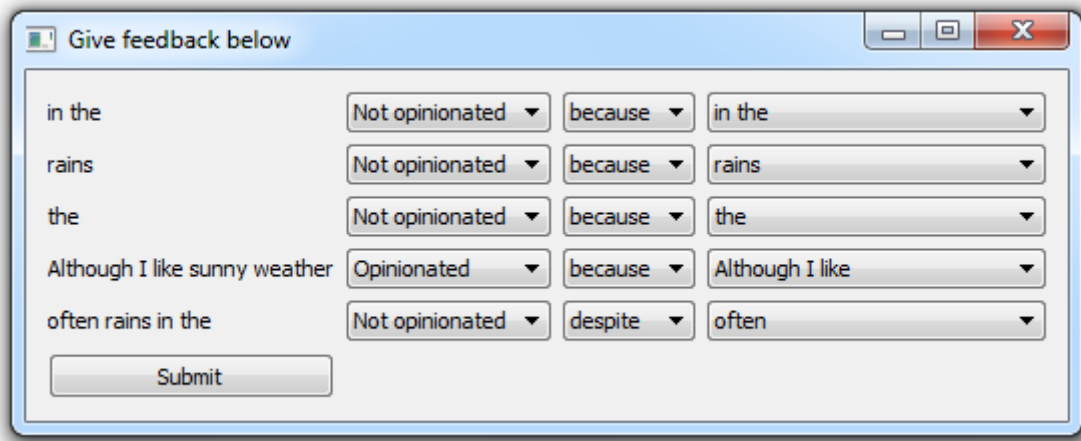 Give feedback below
in the Not opinionated because in the
rains Not opinionated because rains
the Not opinionated because the
Although I like sunny weather Opinionated because Although I like
often rains in the Not opinionated despite often
Submit